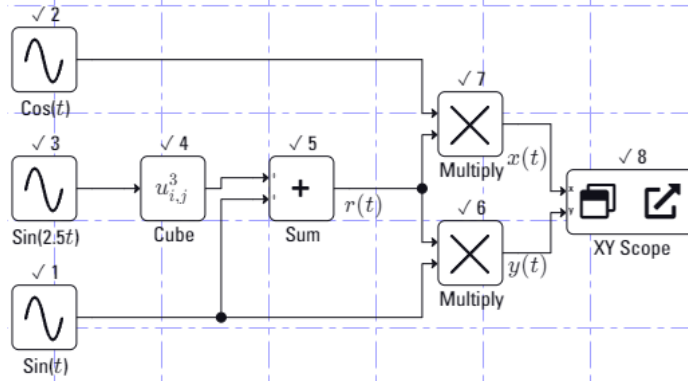 √ 2
Cos(t)
√ 3
Sin(2.5t)
√ 1
Sin(t)
√ 4
u³ᵢ,ⱼ
Cube
√ 5
+
Sum
r(t)
√ 7
Multiply
x(t)
√ 6
Multiply
y(t)
√ 8
x
Y
XY Scope